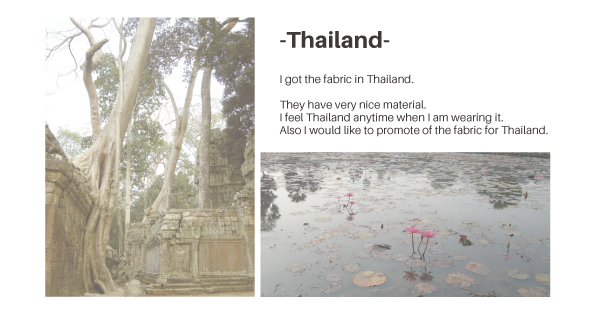 -Thailand-
I got the fabric in Thailand.
They have very nice material.
I feel Thailand anytime when I am wearing it.
Also I would like to promote of the fabric for Thailand.